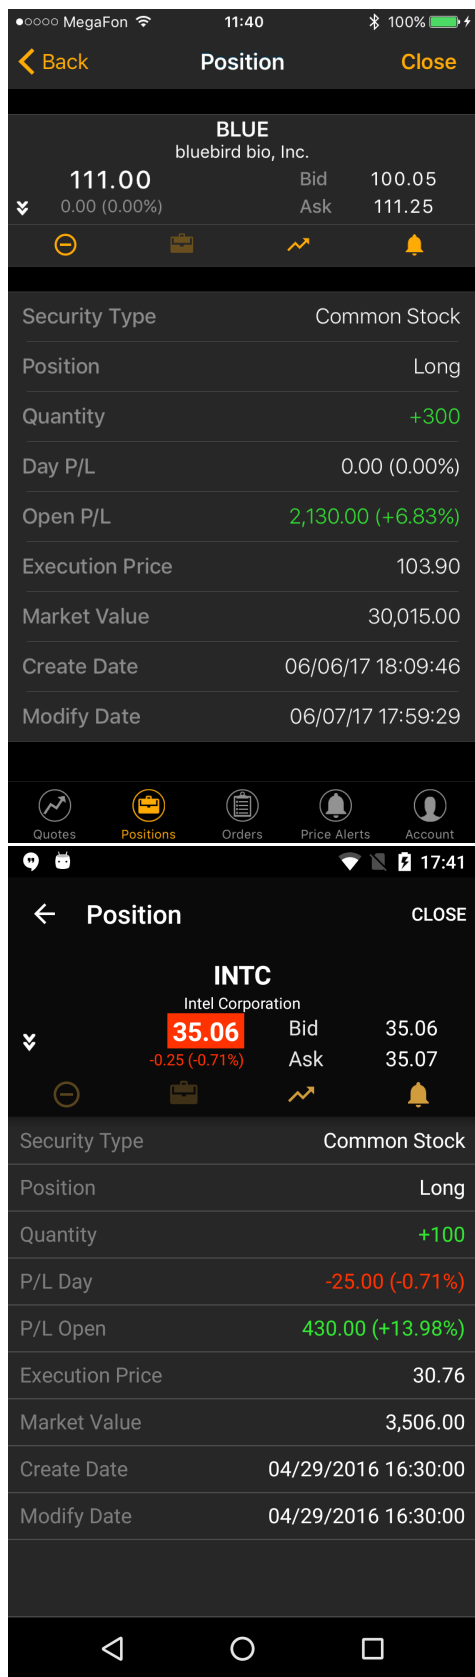 MegaFon 11:40 100%
Back Position Close
BLUE
bluebird bio, Inc.
111.00 Bid 100.05
0.00 (0.00%) Ask 111.25
Security Type Common Stock
Position Long
Quantity +300
Day P/L 0.00 (0.00%)
Open P/L 2,130.00 (+6.83%)
Execution Price 103.90
Market Value 30,015.00
Create Date 06/06/17 18:09:46
Modify Date 06/07/17 17:59:29
Quotes Positions Orders Price Alerts Account
17:41
Position CLOSE
INTC
Intel Corporation
35.06 Bid 35.06
-0.25 (-0.71%) Ask 35.07
Security Type Common Stock
Position Long
Quantity +100
P/L Day -25.00 (-0.71%)
P/L Open 430.00 (+13.98%)
Execution Price 30.76
Market Value 3,506.00
Create Date 04/29/2016 16:30:00
Modify Date 04/29/2016 16:30:00